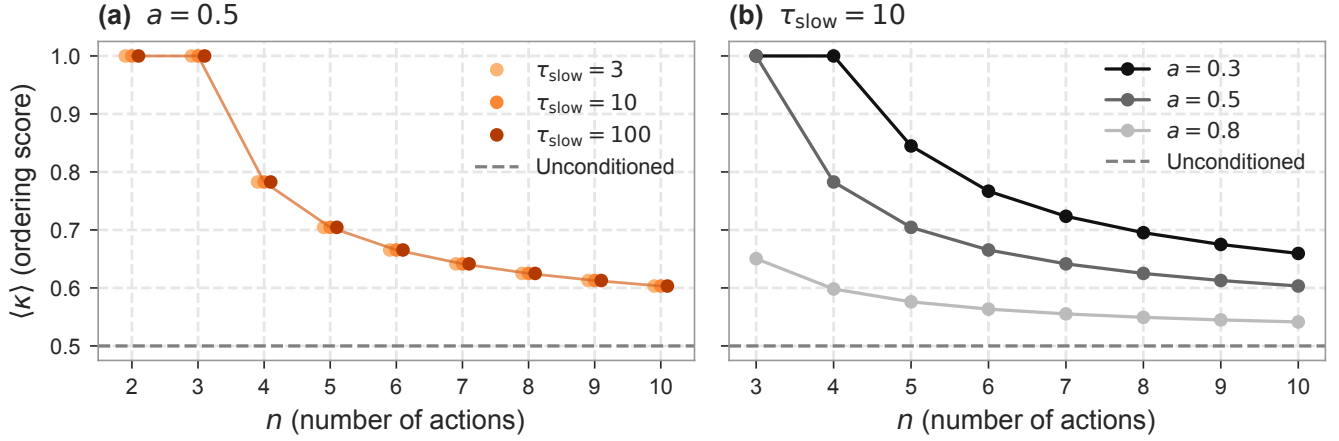 (a) a = 0.5
⟨κ⟩ (ordering score)
1.0
0.9
0.8
0.7
0.6
0.5
τslow = 3
τslow = 10
τslow = 100
Unconditioned
2 3 4 5 6 7 8 9 10
n (number of actions)
(b) τslow = 10
a = 0.3
a = 0.5
a = 0.8
Unconditioned
3 4 5 6 7 8 9 10
n (number of actions)